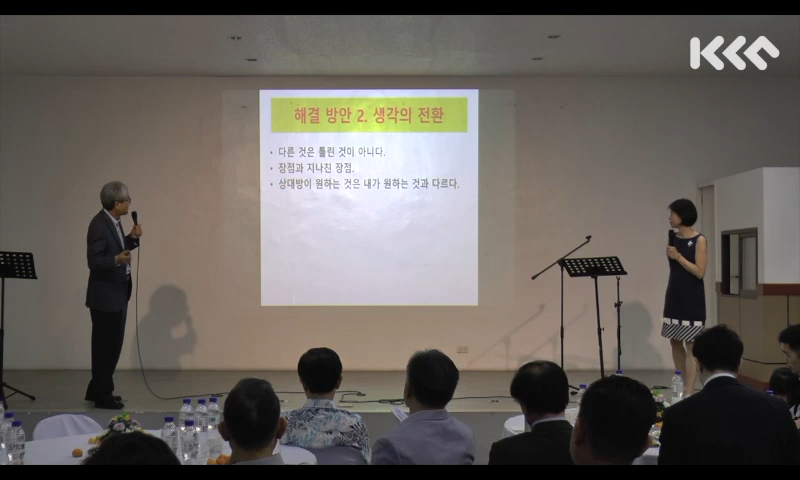 KCC
해결 방안 2. 생각의 전환
• 다른 것은 틀린 것이 아니다.
• 장점과 지나친 장점.
• 상대방이 원하는 것은 내가 원하는 것과 다르다.